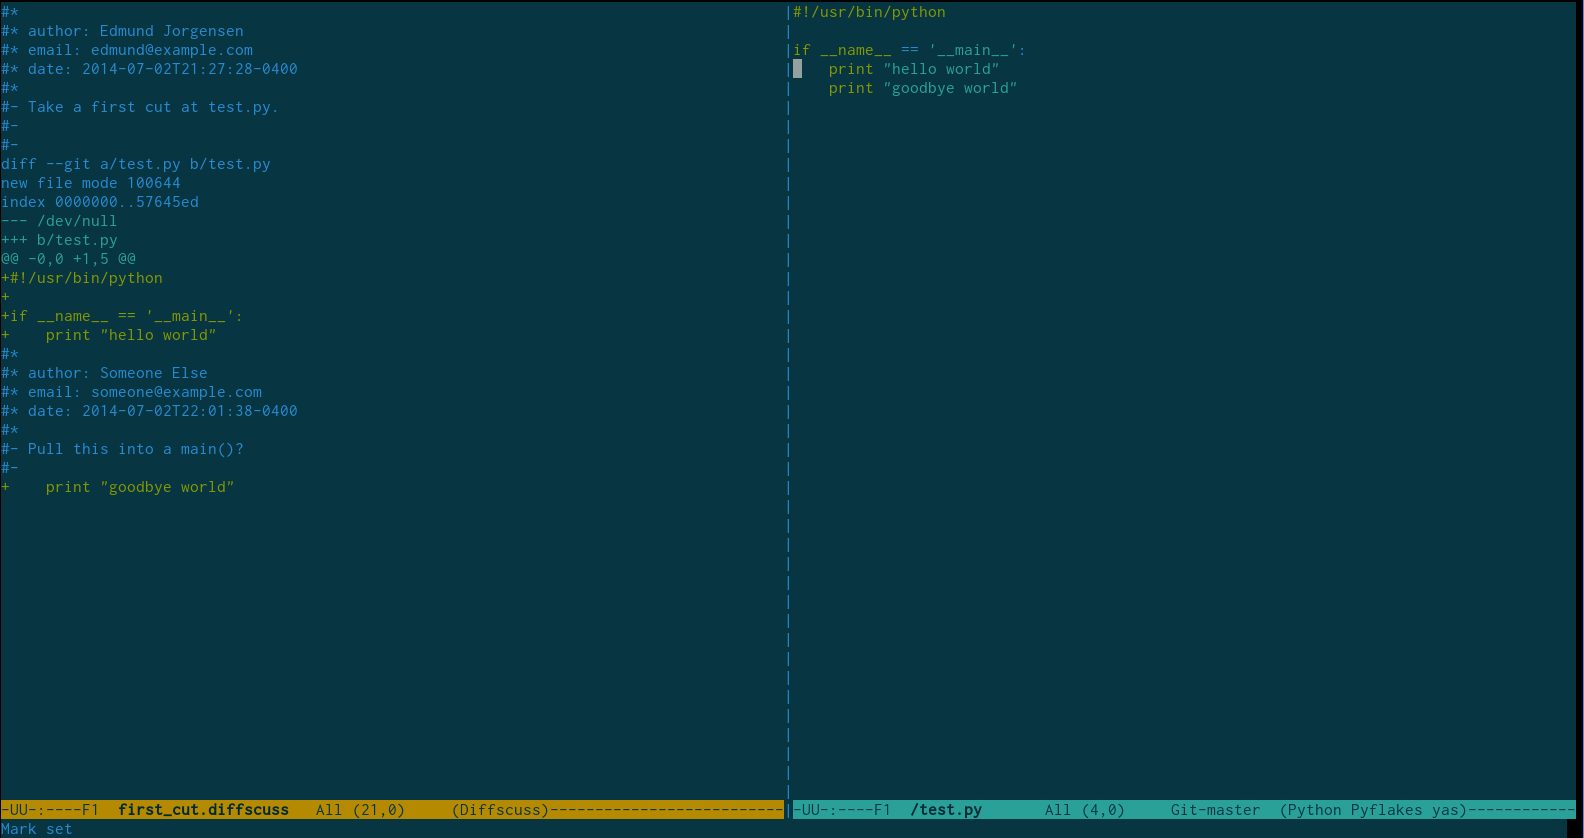 #*
#* author: Edmund Jorgensen
#* email: edmund@example.com
#* date: 2014-07-02T21:27:28-0400
#*
#- Take a first cut at test.py.
#-
#-
diff --git a/test.py b/test.py
new file mode 100644
index 0000000..57645ed
--- /dev/null
+++ b/test.py
@@ -0,0 +1,5 @@
+#!/usr/bin/python
+
+if __name__ == '__main__':
+    print "hello world"
#*
#* author: Someone Else
#* email: someone@example.com
#* date: 2014-07-02T22:01:38-0400
#*
#- Pull this into a main()?
#-
+    print "goodbye world"
-UU-:----F1  first_cut.diffscuss   All (21,0)     (Diffscuss)--------------------------
#!/usr/bin/python

if __name__ == '__main__':
    print "hello world"
    print "goodbye world"
-UU-:----F1  /test.py       All (4,0)     Git-master  (Python Pyflakes yas)------------
Mark set